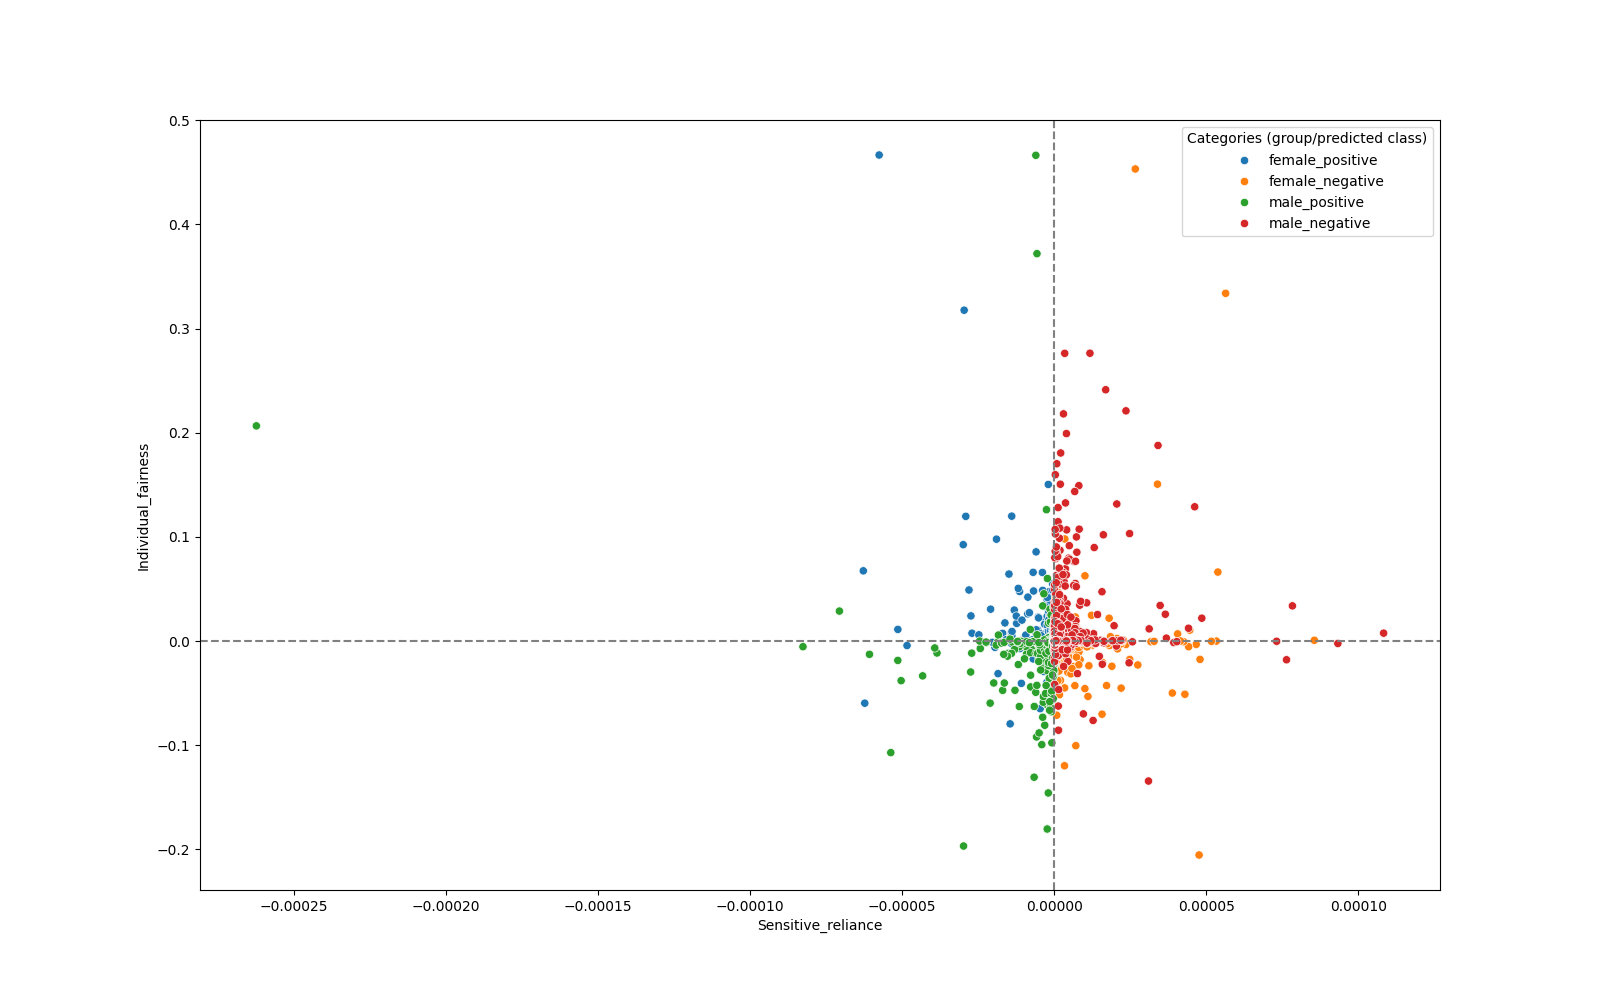 Categories (group/predicted class)
female_positive
female_negative
male_positive
male_negative
0.5
0.4
0.3
0.2
0.1
0.0
−0.1
−0.2
Individual_fairness
−0.00025
−0.00020
−0.00015
−0.00010
−0.00005
0.00000
0.00005
0.00010
Sensitive_reliance